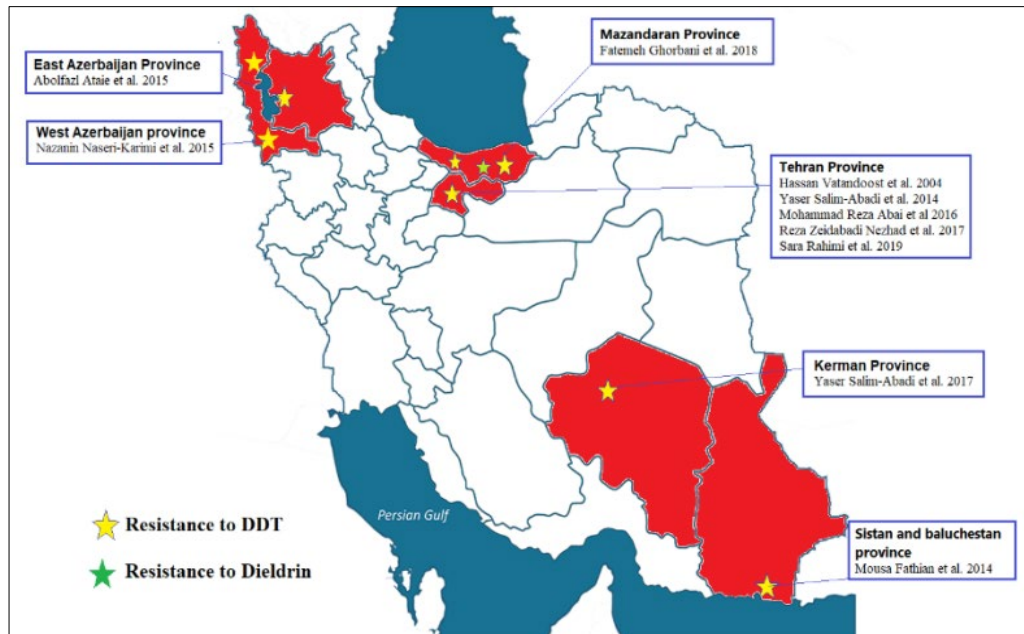 Mazandaran Province
Fatemeh Ghorbani et al. 2018
East Azerbaijan Province
Abolfazl Ataie et al. 2015
West Azerbaijan province
Nazanin Naseri-Karimi et al. 2015
Tehran Province
Hassan Vatandoost et al. 2004
Yaser Salim-Abadi et al. 2014
Mohammad Reza Abai et al 2016
Reza Zeidabadi Nezhad et al. 2017
Sara Rahimi et al. 2019
Kerman Province
Yaser Salim-Abadi et al. 2017
Persian Gulf
Resistance to DDT
Resistance to Dieldrin
Sistan and baluchestan
province
Mousa Fathian et al. 2014